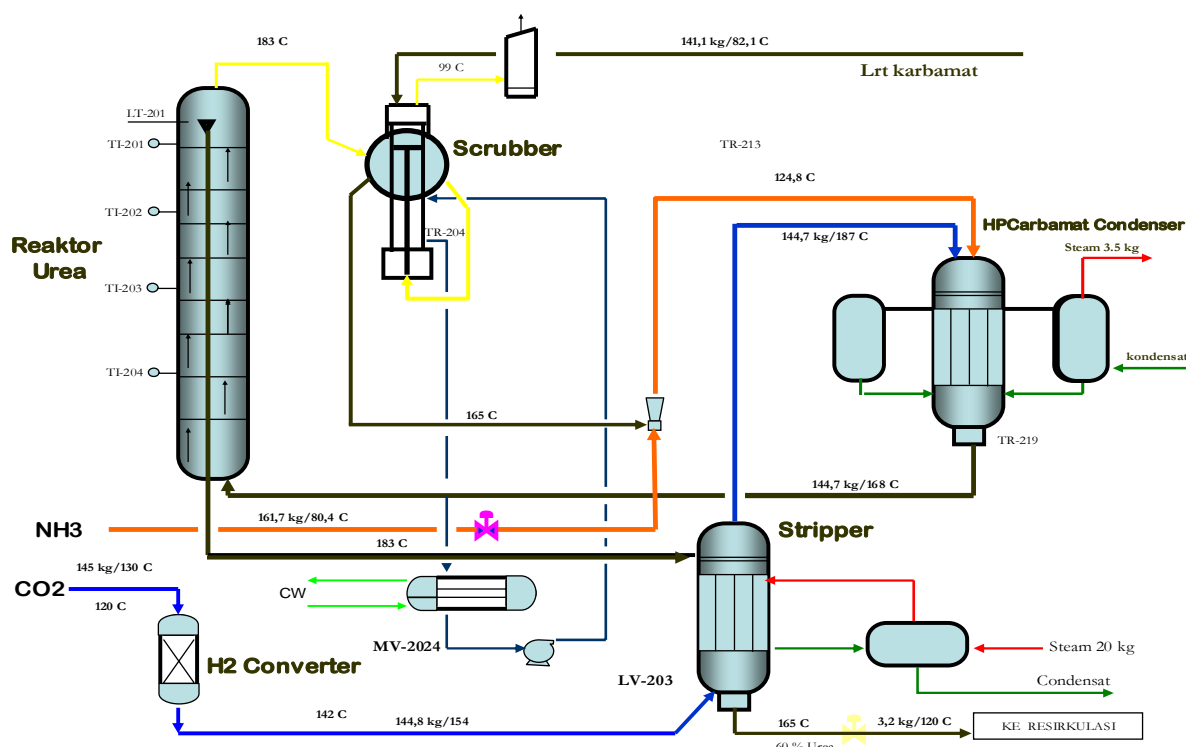 183 C
141,1 kg/82,1 C
Lrt karbamat
99 C
LT-201
TI-201
Scrubber
TR-213
124,8 C
TI-202
TR-204
144,7 kg/187 C
HPCarbamat Condenser
Steam 3.5 kg
Reaktor
Urea
TI-203
kondensat
TI-204
165 C
TR-219
144,7 kg/168 C
161,7 kg/80,4 C
NH3
Stripper
183 C
145 kg/130 C
CO2
120 C
CW
MV-2024
Steam 20 kg
H2 Converter
LV-203
Condensat
142 C
144,8 kg/154
165 C
3,2 kg/120 C
KE RESIRKULASI
60 % Urea